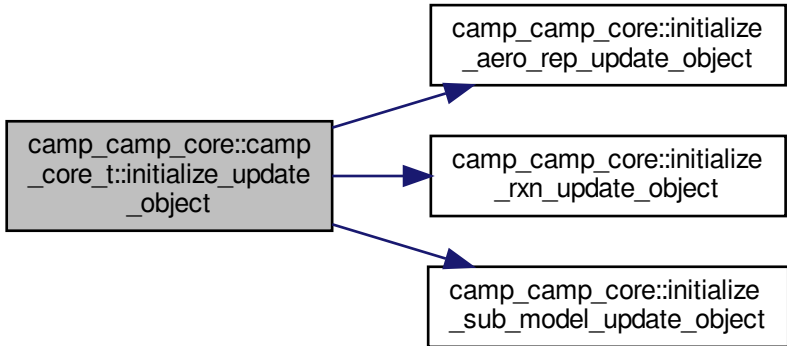 camp_camp_core::camp
_core_t::initialize_update
_object
camp_camp_core::initialize
_aero_rep_update_object
camp_camp_core::initialize
_rxn_update_object
camp_camp_core::initialize
_sub_model_update_object